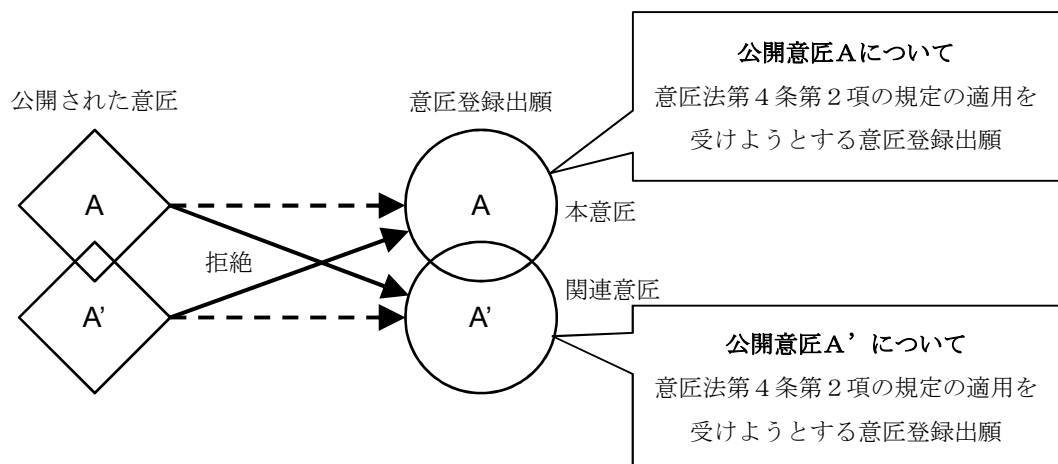 公開された意匠
意匠登録出願
公開意匠Aについて
意匠法第４条第２項の規定の適用を
受けようとする意匠登録出願
A
A
本意匠
拒絶
関連意匠
A'
A'
公開意匠A’について
意匠法第４条第２項の規定の適用を
受けようとする意匠登録出願